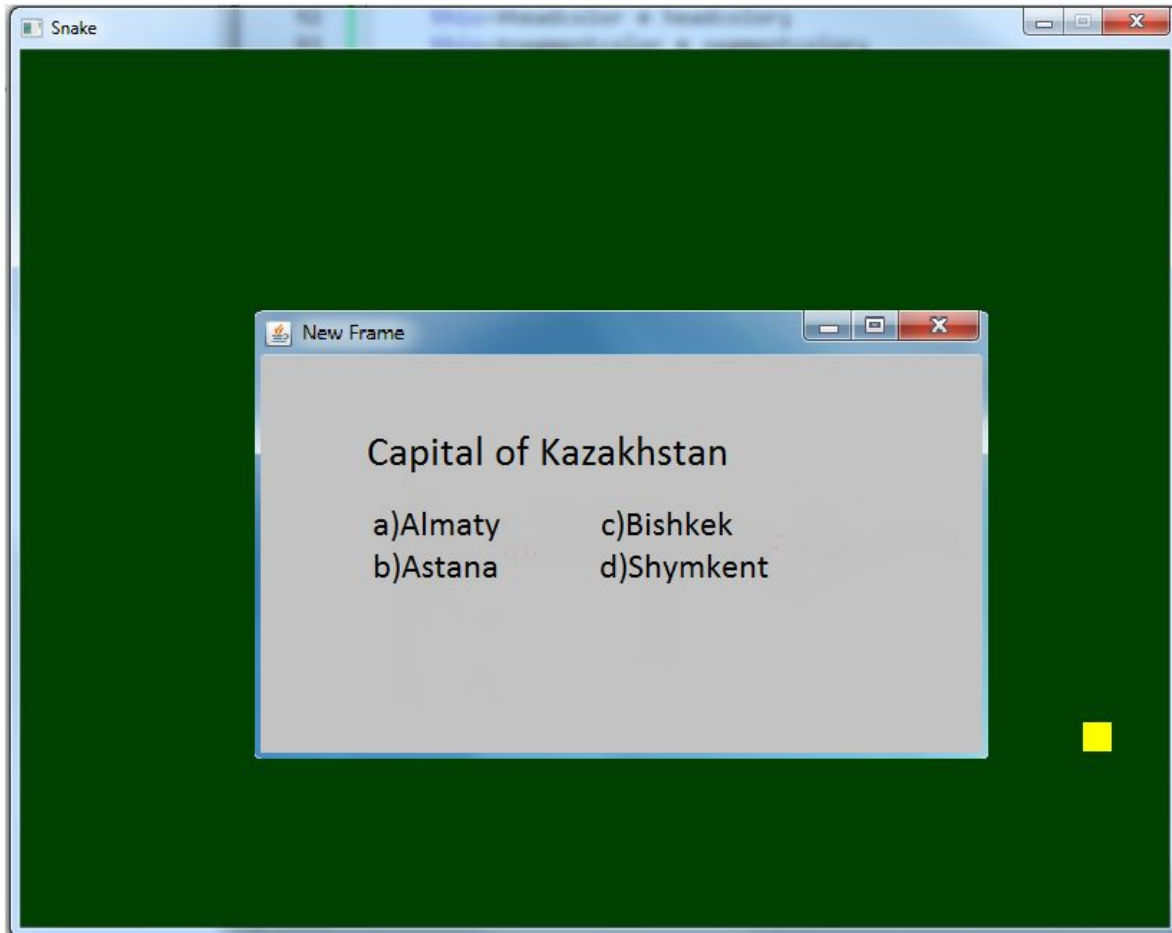 Snake
New Frame
Capital of Kazakhstan
a)Almaty c)Bishkek
b)Astana d)Shymkent